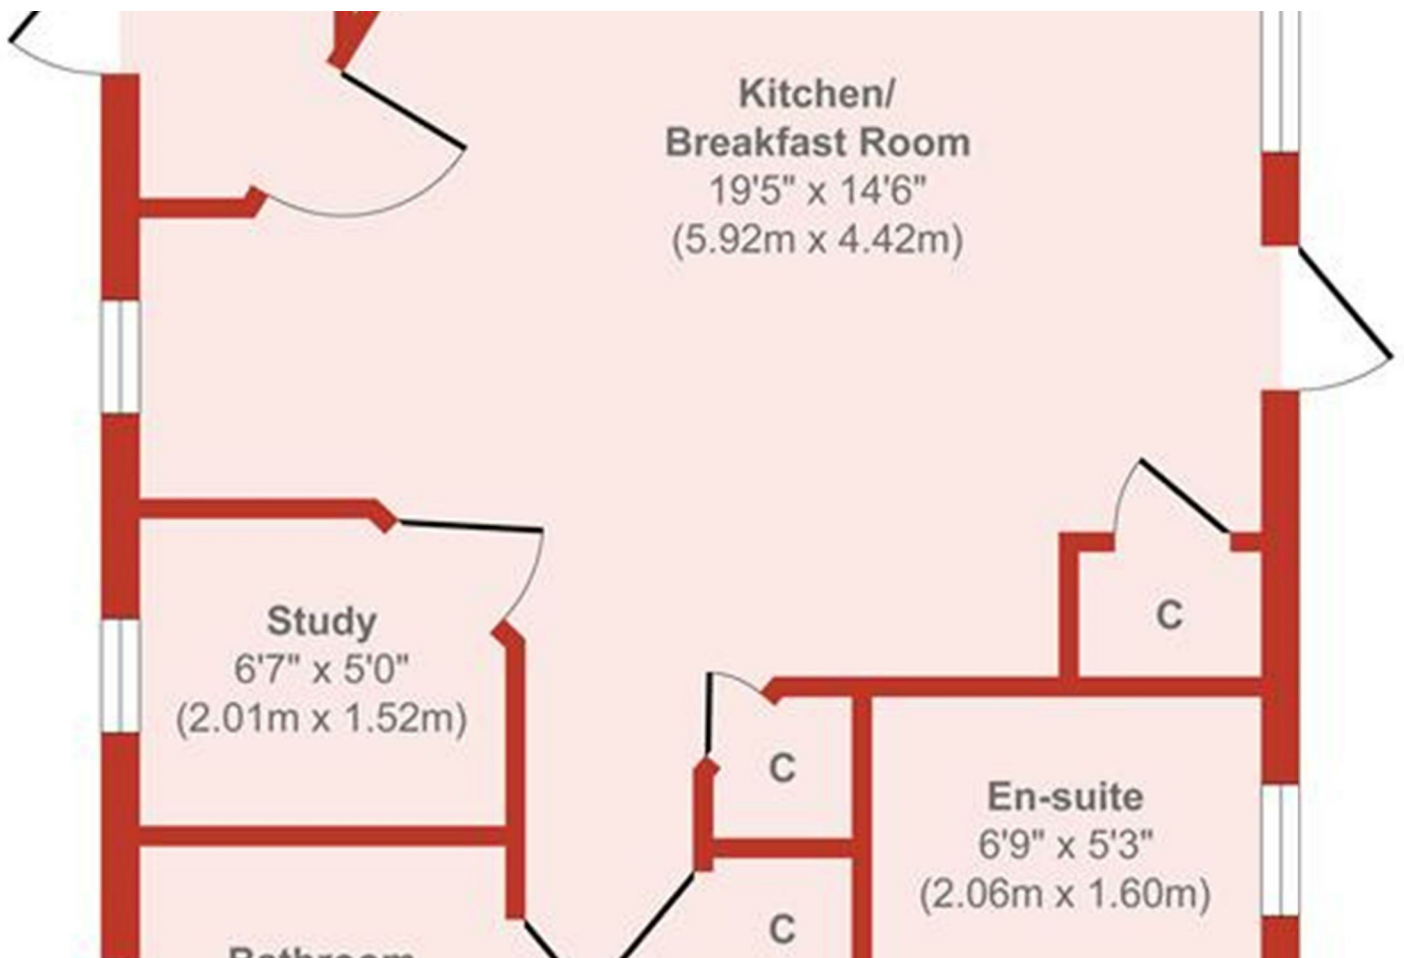 Kitchen/
Breakfast Room
19'5" x 14'6"
(5.92m x 4.42m)
Study
6'7" x 5'0"
(2.01m x 1.52m)
C
C
En-suite
6'9" x 5'3"
(2.06m x 1.60m)
C
Bathroom